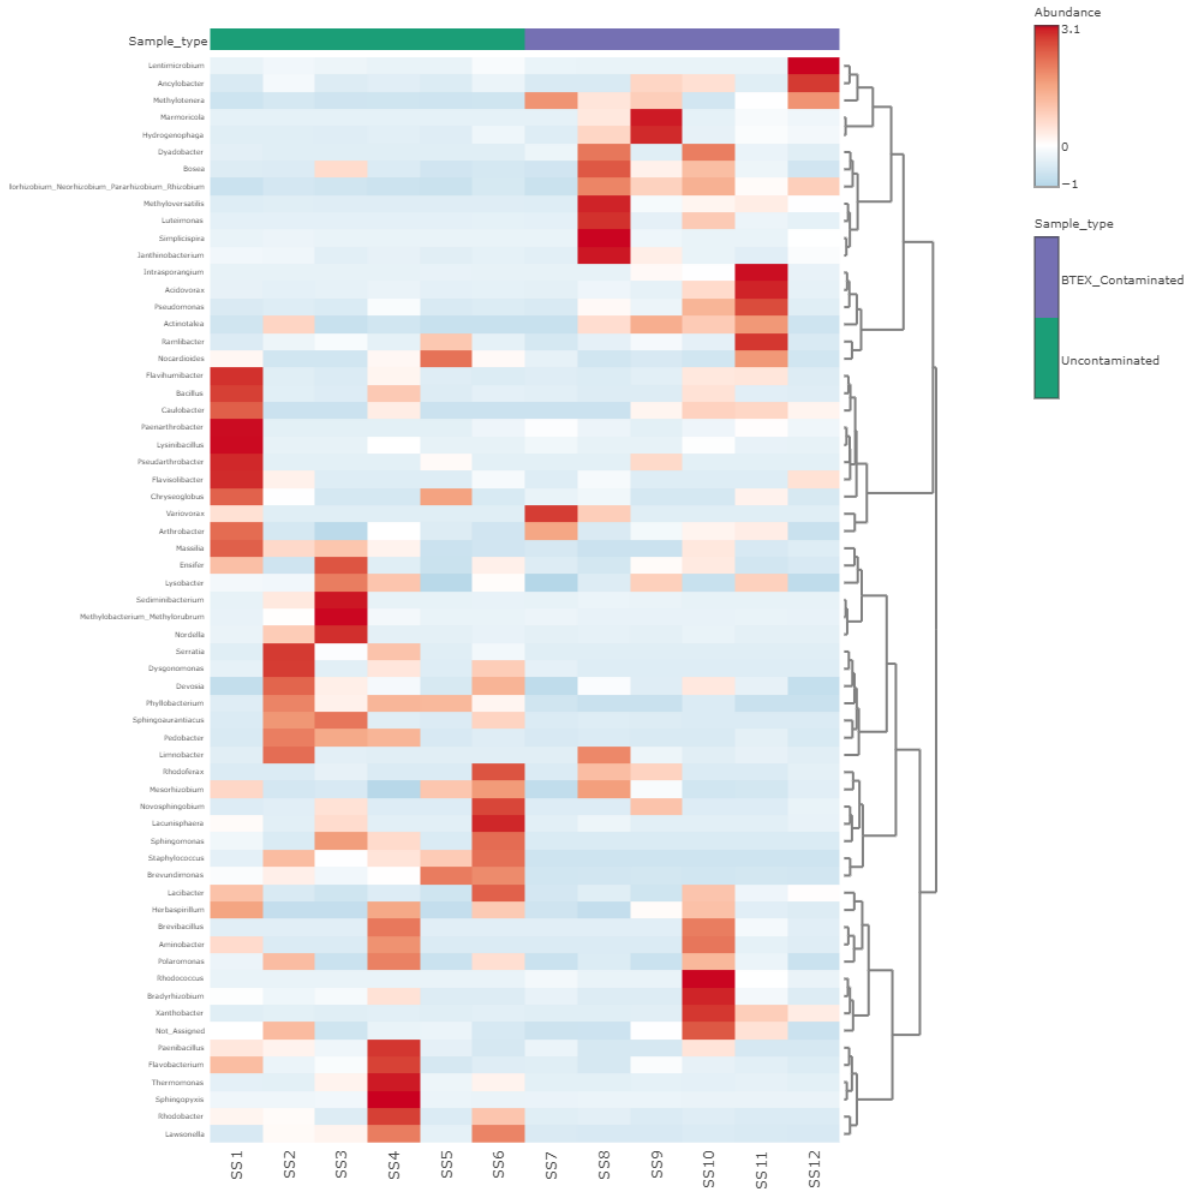 Abundance
3.1
0
−1
Sample_type
Sample_type
BTEX_Contaminated
Uncontaminated
Lentimicrobium
Ancylobacter
Methylotenera
Marmoricola
Hydrogenophaga
Dyadobacter
Bosea
llorhizobium_Neorhizobium_Pararhizobium_Rhizobium
Methyloversatilis
Luteimonas
Simplicispira
Janthinobacterium
Intrasporangium
Acidovorax
Pseudomonas
Actinotalea
Ramlibacter
Nocardioides
Flavihumibacter
Bacillus
Caulobacter
Paenarthrobacter
Lysinibacillus
Pseudarthrobacter
Flavisolibacter
Chryseoglobus
Variovorax
Arthrobacter
Massilia
Ensifer
Lysobacter
Sediminibacterium
Methylobacterium_Methylorubrum
Nordella
Serratia
Dysgonomonas
Devosia
Phyllobacterium
Sphingoaurantiacus
Pedobacter
Limnobacter
Rhodoferax
Mesorhizobium
Novosphingobium
Lacunisphaera
Sphingomonas
Staphylococcus
Brevundimonas
Lacibacter
Herbaspirillum
Brevibacillus
Aminobacter
Polaromonas
Rhodococcus
Bradyrhizobium
Xanthobacter
Not_Assigned
Paenibacillus
Flavobacterium
Thermomonas
Sphingopyxis
Rhodobacter
Lawsonella
SS1 SS2 SS3 SS4 SS5 SS6 SS7 SS8 SS9 SS10 SS11 SS12